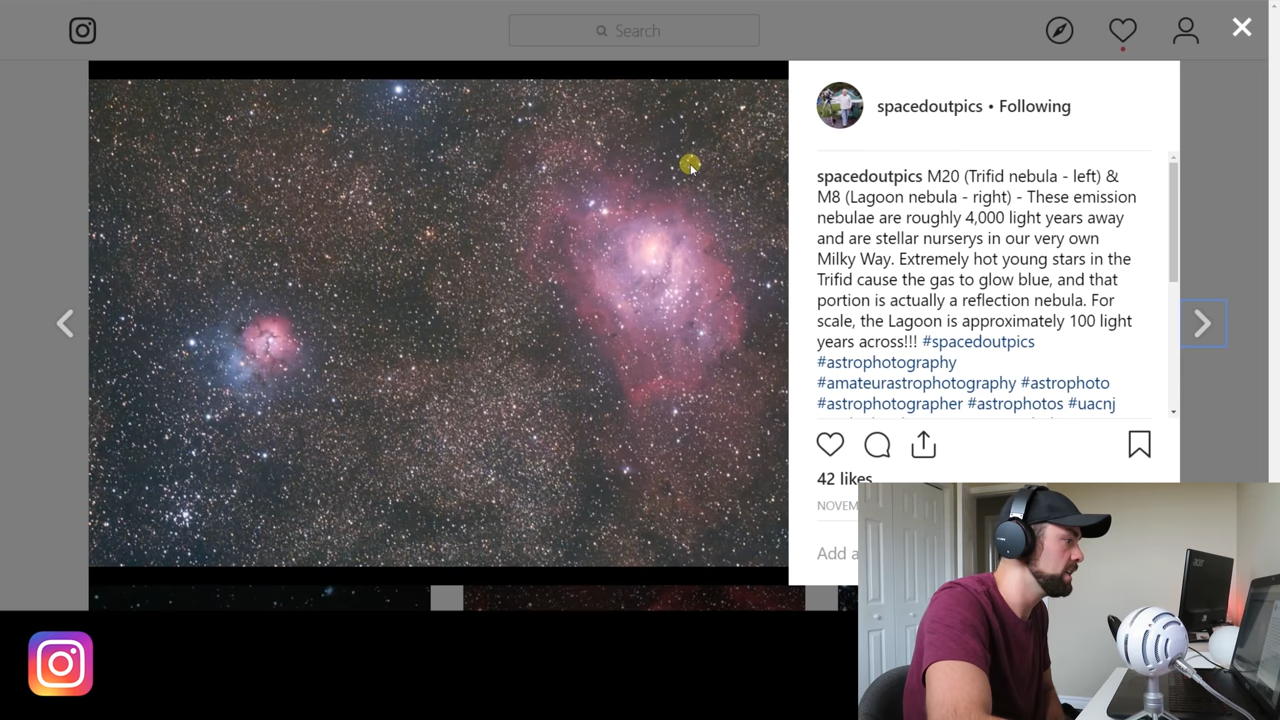 Search
spacedoutpics • Following
spacedoutpics M20 (Trifid nebula - left) &
M8 (Lagoon nebula - right) - These emission
nebulae are roughly 4,000 light years away
and are stellar nurserys in our very own
Milky Way. Extremely hot young stars in the
Trifid cause the gas to glow blue, and that
portion is actually a reflection nebula. For
scale, the Lagoon is approximately 100 light
years across!!! #spacedoutpics
#astrophotography
#amateurastrophotography #astrophoto
#astrophotographer #astrophotos #uacnj
42 likes
NOVEM
Add a